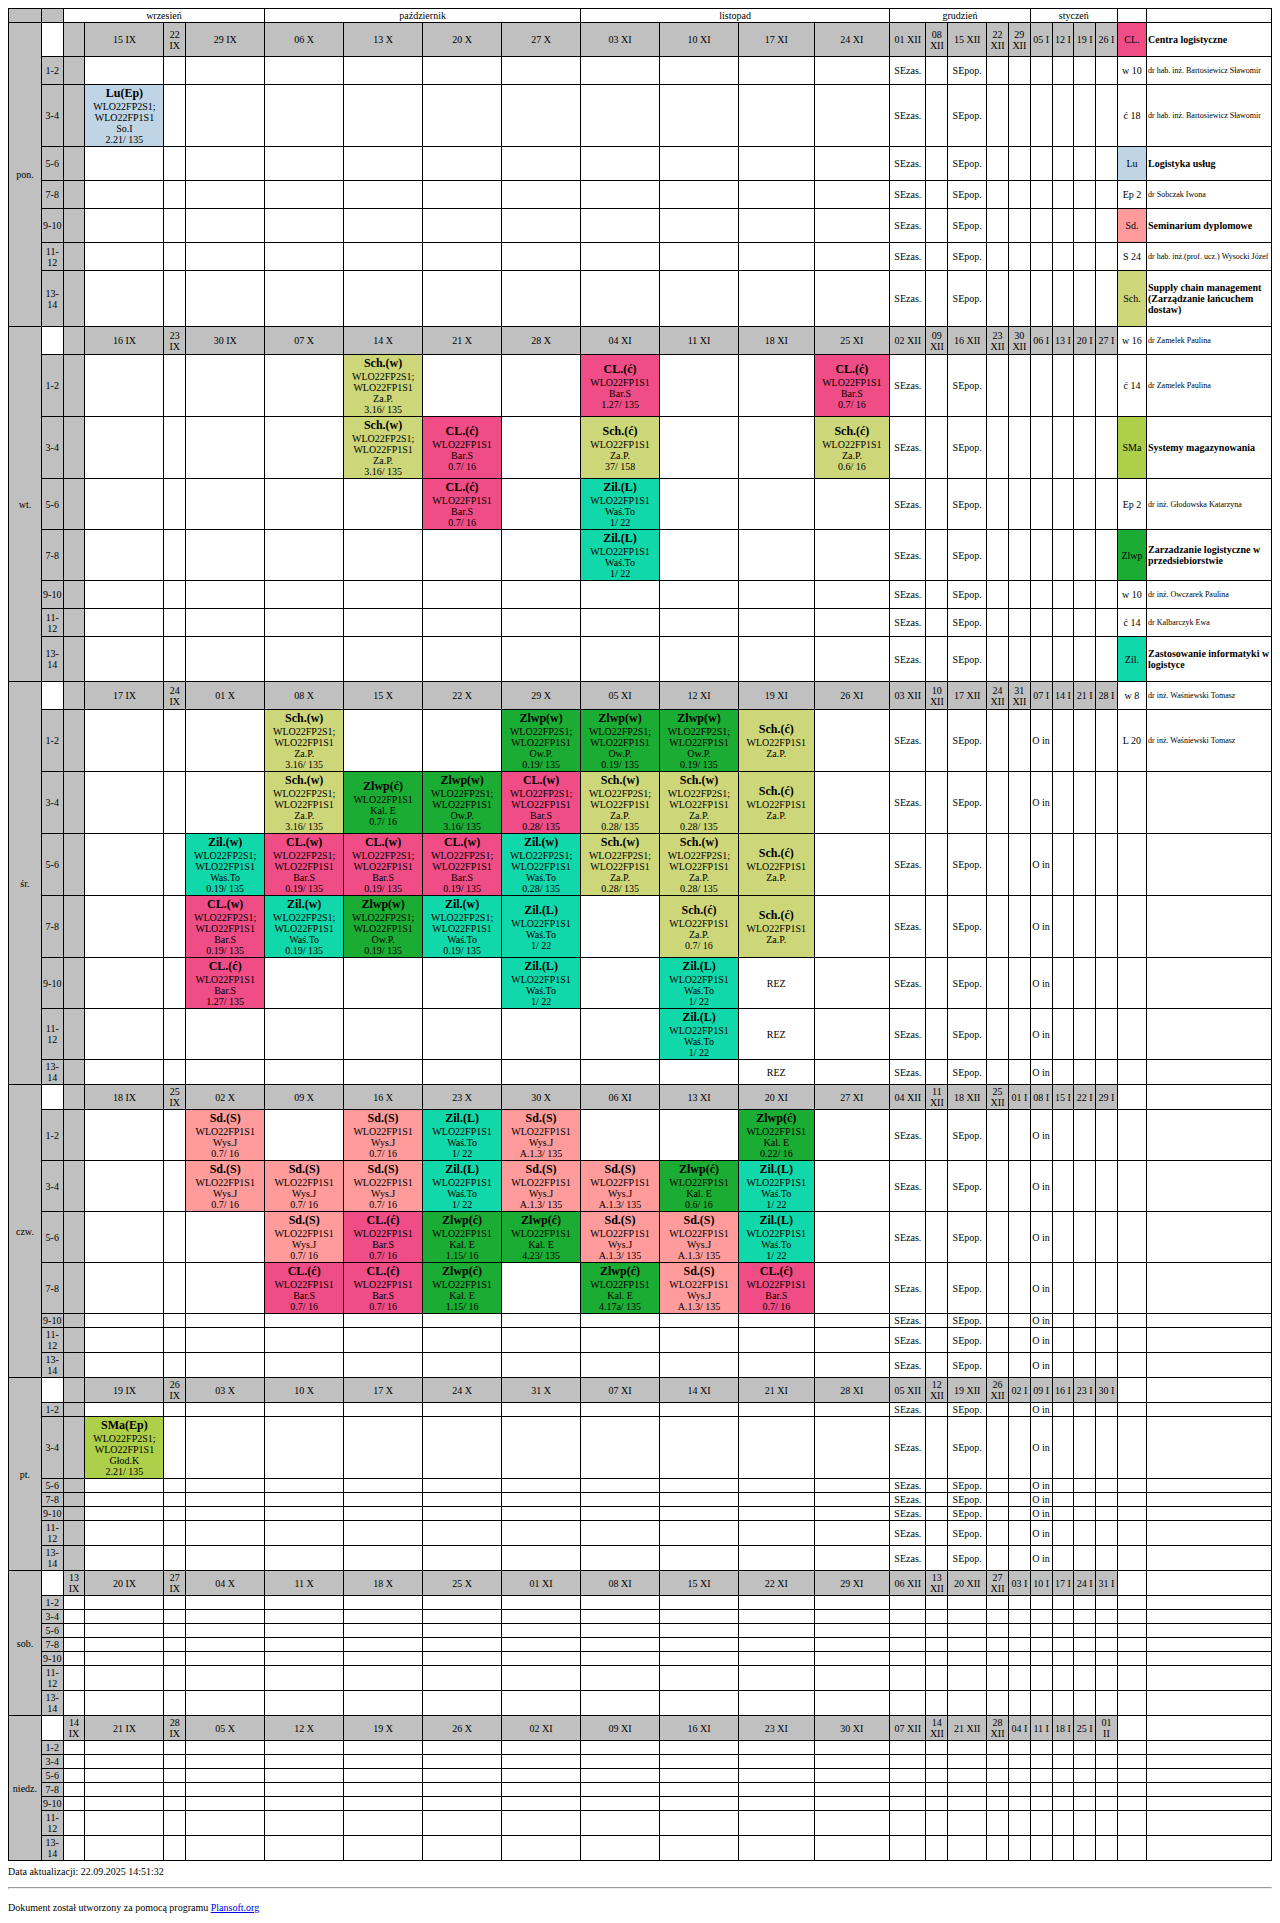 wrzesień październik listopad grudzień styczeń
pon. 15 IX 22 IX 29 IX 06 X 13 X 20 X 27 X 03 XI 10 XI 17 XI 24 XI 01 XII 08 XII 15 XII 22 XII 29 XII 05 I 12 I 19 I 26 I CL. Centra logistyczne
1-2 SEzas. SEpop. w 10 dr hab. inż. Bartosiewicz Sławomir
3-4 Lu(Ep) WLO22FP2S1; WLO22FP1S1 So.I 2.21/ 135 SEzas. SEpop. ć 18 dr hab. inż. Bartosiewicz Sławomir
5-6 SEzas. SEpop. Lu Logistyka usług
7-8 SEzas. SEpop. Ep 2 dr Sobczak Iwona
9-10 SEzas. SEpop. Sd. Seminarium dyplomowe
11-12 SEzas. SEpop. S 24 dr hab. inż.(prof. ucz.) Wysocki Józef
13-14 SEzas. SEpop. Sch. Supply chain management (Zarządzanie łańcuchem dostaw)
wt. 16 IX 23 IX 30 IX 07 X 14 X 21 X 28 X 04 XI 11 XI 18 XI 25 XI 02 XII 09 XII 16 XII 23 XII 30 XII 06 I 13 I 20 I 27 I w 16 dr Zamelek Paulina
1-2 Sch.(w) WLO22FP2S1; WLO22FP1S1 Za.P. 3.16/ 135 CL.(ć) WLO22FP1S1 Bar.S 1.27/ 135 CL.(ć) WLO22FP1S1 Bar.S 0.7/ 16 SEzas. SEpop. ć 14 dr Zamelek Paulina
3-4 Sch.(w) WLO22FP2S1; WLO22FP1S1 Za.P. 3.16/ 135 CL.(ć) WLO22FP1S1 Bar.S 0.7/ 16 Sch.(ć) WLO22FP1S1 Za.P. 37/ 158 Sch.(ć) WLO22FP1S1 Za.P. 0.6/ 16 SEzas. SEpop. SMa Systemy magazynowania
5-6 CL.(ć) WLO22FP1S1 Bar.S 0.7/ 16 Zil.(L) WLO22FP1S1 Waś.To 1/ 22 SEzas. SEpop. Ep 2 dr inż. Głodowska Katarzyna
7-8 Zil.(L) WLO22FP1S1 Waś.To 1/ 22 SEzas. SEpop. Zlwp Zarzadzanie logistyczne w przedsiebiorstwie
9-10 SEzas. SEpop. w 10 dr inż. Owczarek Paulina
11-12 SEzas. SEpop. ć 14 dr Kalbarczyk Ewa
13-14 SEzas. SEpop. Zil. Zastosowanie informatyki w logistyce
śr. 17 IX 24 IX 01 X 08 X 15 X 22 X 29 X 05 XI 12 XI 19 XI 26 XI 03 XII 10 XII 17 XII 24 XII 31 XII 07 I 14 I 21 I 28 I w 8 dr inż. Waśniewski Tomasz
1-2 Sch.(w) WLO22FP2S1; WLO22FP1S1 Za.P. 3.16/ 135 Zlwp(w) WLO22FP2S1; WLO22FP1S1 Ow.P. 0.19/ 135 Zlwp(w) WLO22FP2S1; WLO22FP1S1 Ow.P. 0.19/ 135 Zlwp(w) WLO22FP2S1; WLO22FP1S1 Ow.P. 0.19/ 135 Sch.(ć) WLO22FP1S1 Za.P. SEzas. SEpop. O in L 20 dr inż. Waśniewski Tomasz
3-4 Sch.(w) WLO22FP2S1; WLO22FP1S1 Za.P. 3.16/ 135 Zlwp(ć) WLO22FP1S1 Kal. E 0.7/ 16 Zlwp(w) WLO22FP2S1; WLO22FP1S1 Ow.P. 3.16/ 135 CL.(w) WLO22FP2S1; WLO22FP1S1 Bar.S 0.28/ 135 Sch.(w) WLO22FP2S1; WLO22FP1S1 Za.P. 0.28/ 135 Sch.(w) WLO22FP2S1; WLO22FP1S1 Za.P. 0.28/ 135 Sch.(ć) WLO22FP1S1 Za.P. SEzas. SEpop. O in
5-6 Zil.(w) WLO22FP2S1; WLO22FP1S1 Waś.To 0.19/ 135 CL.(w) WLO22FP2S1; WLO22FP1S1 Bar.S 0.19/ 135 CL.(w) WLO22FP2S1; WLO22FP1S1 Bar.S 0.19/ 135 CL.(w) WLO22FP2S1; WLO22FP1S1 Bar.S 0.19/ 135 Zil.(w) WLO22FP2S1; WLO22FP1S1 Waś.To 0.28/ 135 Sch.(w) WLO22FP2S1; WLO22FP1S1 Za.P. 0.28/ 135 Sch.(w) WLO22FP2S1; WLO22FP1S1 Za.P. 0.28/ 135 Sch.(ć) WLO22FP1S1 Za.P. SEzas. SEpop. O in
7-8 CL.(w) WLO22FP2S1; WLO22FP1S1 Bar.S 0.19/ 135 Zil.(w) WLO22FP2S1; WLO22FP1S1 Waś.To 0.19/ 135 Zlwp(w) WLO22FP2S1; WLO22FP1S1 Ow.P. 0.19/ 135 Zil.(w) WLO22FP2S1; WLO22FP1S1 Waś.To 0.19/ 135 Zil.(L) WLO22FP1S1 Waś.To 1/ 22 Sch.(ć) WLO22FP1S1 Za.P. 0.7/ 16 Sch.(ć) WLO22FP1S1 Za.P. SEzas. SEpop. O in
9-10 CL.(ć) WLO22FP1S1 Bar.S 1.27/ 135 Zil.(L) WLO22FP1S1 Waś.To 1/ 22 Zil.(L) WLO22FP1S1 Waś.To 1/ 22 REZ SEzas. SEpop. O in
11-12 Zil.(L) WLO22FP1S1 Waś.To 1/ 22 REZ SEzas. SEpop. O in
13-14 REZ SEzas. SEpop. O in
czw. 18 IX 25 IX 02 X 09 X 16 X 23 X 30 X 06 XI 13 XI 20 XI 27 XI 04 XII 11 XII 18 XII 25 XII 01 I 08 I 15 I 22 I 29 I
1-2 Sd.(S) WLO22FP1S1 Wys.J 0.7/ 16 Sd.(S) WLO22FP1S1 Wys.J 0.7/ 16 Zil.(L) WLO22FP1S1 Waś.To 1/ 22 Sd.(S) WLO22FP1S1 Wys.J A.1.3/ 135 Zlwp(ć) WLO22FP1S1 Kal. E 0.22/ 16 SEzas. SEpop. O in
3-4 Sd.(S) WLO22FP1S1 Wys.J 0.7/ 16 Sd.(S) WLO22FP1S1 Wys.J 0.7/ 16 Sd.(S) WLO22FP1S1 Wys.J 0.7/ 16 Zil.(L) WLO22FP1S1 Waś.To 1/ 22 Sd.(S) WLO22FP1S1 Wys.J A.1.3/ 135 Sd.(S) WLO22FP1S1 Wys.J A.1.3/ 135 Zlwp(ć) WLO22FP1S1 Kal. E 0.6/ 16 Zil.(L) WLO22FP1S1 Waś.To 1/ 22 SEzas. SEpop. O in
5-6 Sd.(S) WLO22FP1S1 Wys.J 0.7/ 16 CL.(ć) WLO22FP1S1 Bar.S 0.7/ 16 Zlwp(ć) WLO22FP1S1 Kal. E 1.15/ 16 Zlwp(ć) WLO22FP1S1 Kal. E 4.23/ 135 Sd.(S) WLO22FP1S1 Wys.J A.1.3/ 135 Sd.(S) WLO22FP1S1 Wys.J A.1.3/ 135 Zil.(L) WLO22FP1S1 Waś.To 1/ 22 SEzas. SEpop. O in
7-8 CL.(ć) WLO22FP1S1 Bar.S 0.7/ 16 CL.(ć) WLO22FP1S1 Bar.S 0.7/ 16 Zlwp(ć) WLO22FP1S1 Kal. E 1.15/ 16 Zlwp(ć) WLO22FP1S1 Kal. E 4.17a/ 135 Sd.(S) WLO22FP1S1 Wys.J A.1.3/ 135 CL.(ć) WLO22FP1S1 Bar.S 0.7/ 16 SEzas. SEpop. O in
9-10 SEzas. SEpop. O in
11-12 SEzas. SEpop. O in
13-14 SEzas. SEpop. O in
pt. 19 IX 26 IX 03 X 10 X 17 X 24 X 31 X 07 XI 14 XI 21 XI 28 XI 05 XII 12 XII 19 XII 26 XII 02 I 09 I 16 I 23 I 30 I
1-2 SEzas. SEpop. O in
3-4 SMa(Ep) WLO22FP2S1; WLO22FP1S1 Głod.K 2.21/ 135 SEzas. SEpop. O in
5-6 SEzas. SEpop. O in
7-8 SEzas. SEpop. O in
9-10 SEzas. SEpop. O in
11-12 SEzas. SEpop. O in
13-14 SEzas. SEpop. O in
sob. 13 IX 20 IX 27 IX 04 X 11 X 18 X 25 X 01 XI 08 XI 15 XI 22 XI 29 XI 06 XII 13 XII 20 XII 27 XII 03 I 10 I 17 I 24 I 31 I
1-2
3-4
5-6
7-8
9-10
11-12
13-14
niedz. 14 IX 21 IX 28 IX 05 X 12 X 19 X 26 X 02 XI 09 XI 16 XI 23 XI 30 XI 07 XII 14 XII 21 XII 28 XII 04 I 11 I 18 I 25 I 01 II
1-2
3-4
5-6
7-8
9-10
11-12
13-14
Data aktualizacji: 22.09.2025 14:51:32
Dokument został utworzony za pomocą programu Plansoft.org